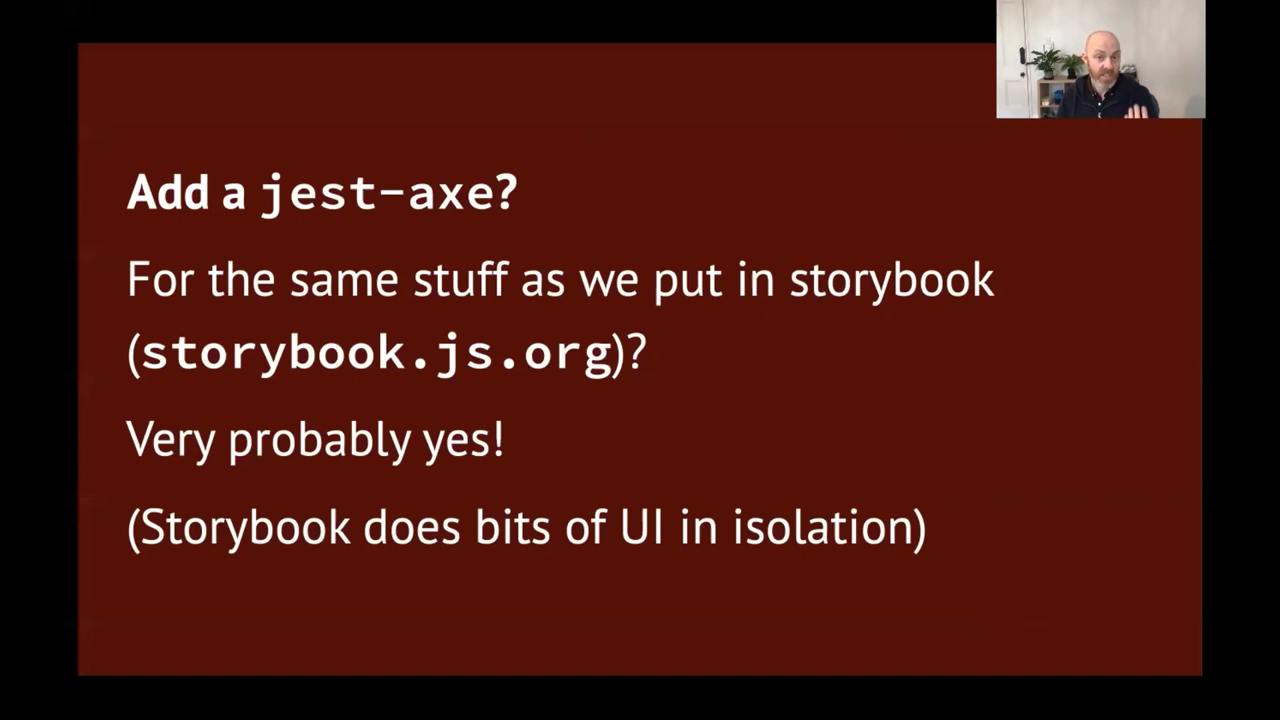 Add a jest-axe?
For the same stuff as we put in storybook
(storybook.js.org)?
Very probably yes!
(Storybook does bits of UI in isolation)